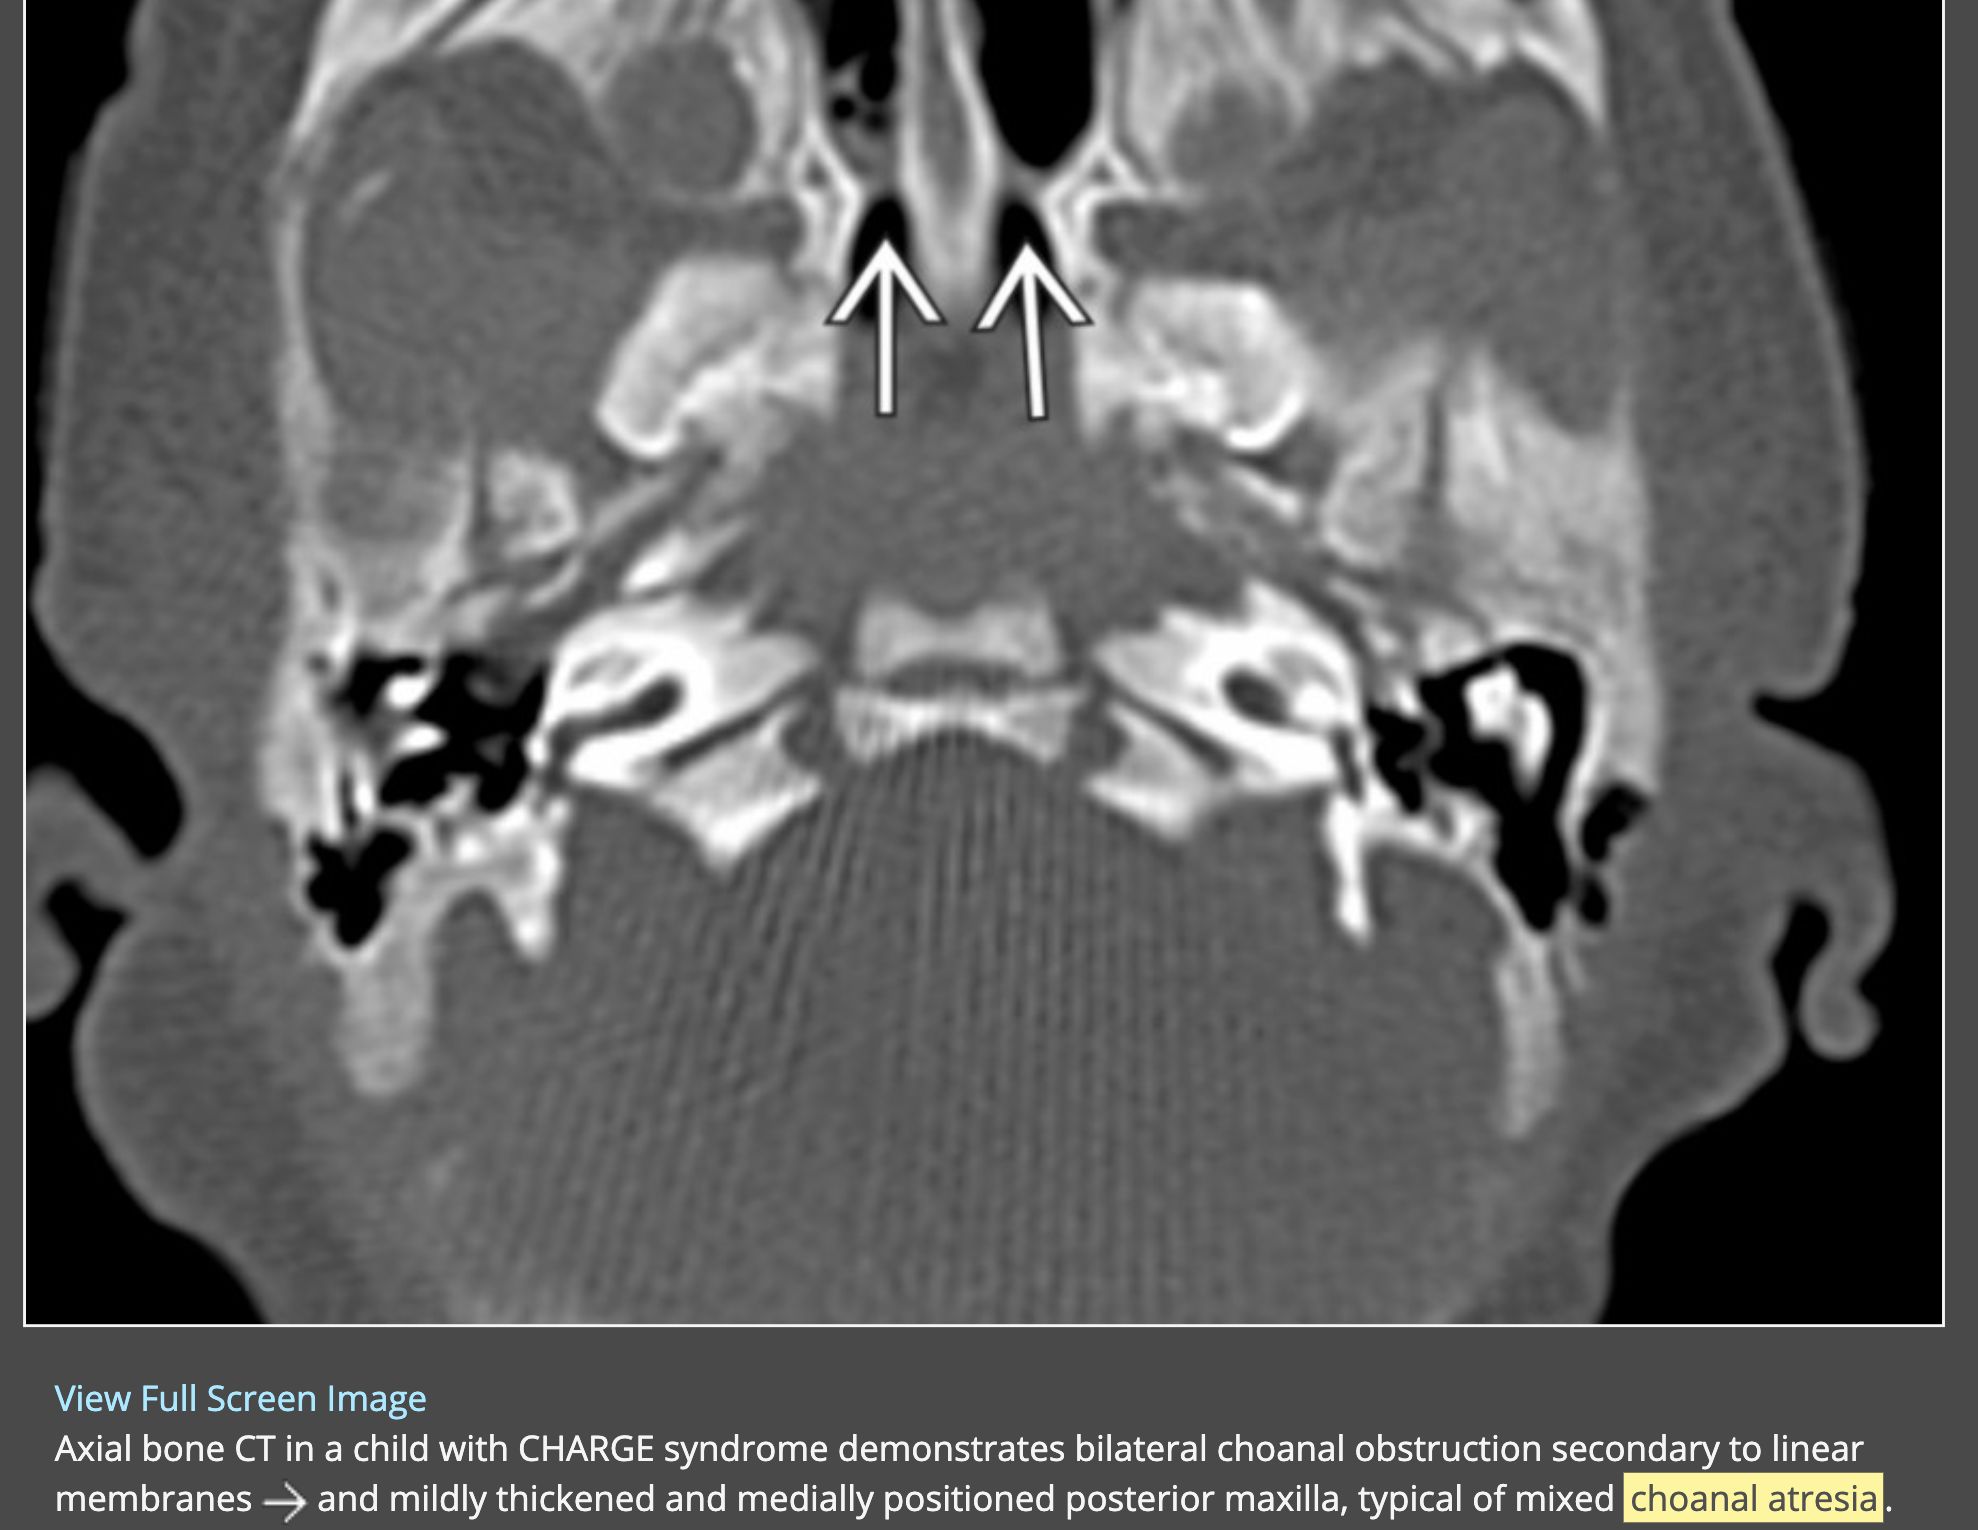 View Full Screen Image
Axial bone CT in a child with CHARGE syndrome demonstrates bilateral choanal obstruction secondary to linear
membranes → and mildly thickened and medially positioned posterior maxilla, typical of mixed choanal atresia.